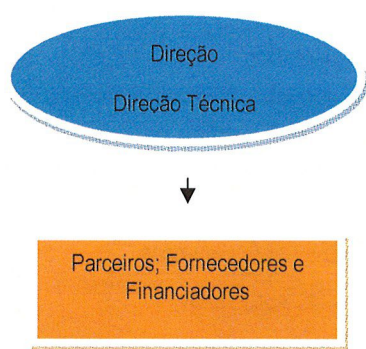 Direção
Direção Técnica
Parceiros; Fornecedores e
Financiadores